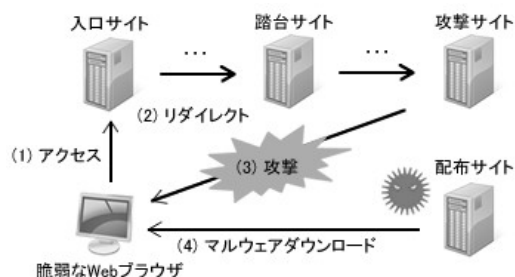 入口サイト
踏台サイト
攻撃サイト
...
...
(2) リダイレクト
(1) アクセス
(3) 攻撃
配布サイト
(4) マルウェアダウンロード
脆弱なWebブラウザ